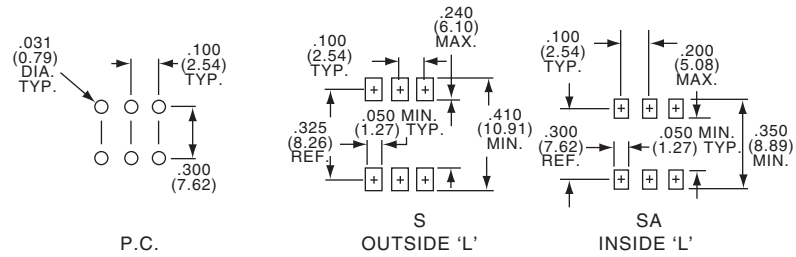 .031
(0.79)
DIA.
TYP.
.100
(2.54)
TYP.
.300
(7.62)
P.C.
.100
(2.54)
TYP.
.240
(6.10)
MAX.
.325
(8.26)
REF.
.050 MIN.
(1.27) TYP.
.410
(10.91)
MIN.
S
OUTSIDE 'L'
.100
(2.54)
TYP.
.200
(5.08)
MAX.
.300
(7.62)
REF.
.050 MIN.
(1.27) TYP.
.350
(8.89)
MIN.
SA
INSIDE 'L'